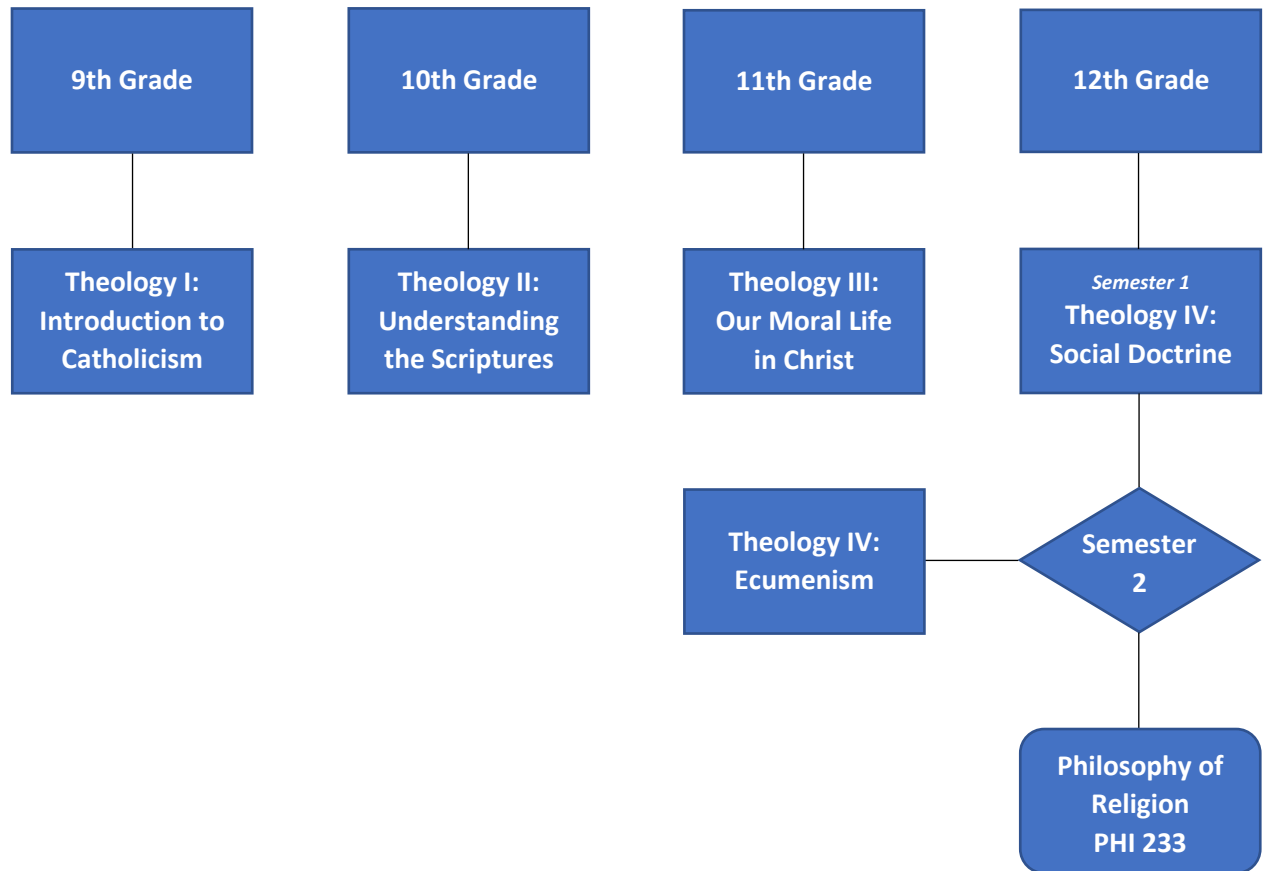 9th Grade
10th Grade
11th Grade
12th Grade
Theology I:
Introduction to
Catholicism
Theology II:
Understanding
the Scriptures
Theology III:
Our Moral Life
in Christ
Semester 1
Theology IV:
Social Doctrine
Theology IV:
Ecumenism
Semester
2
Philosophy of
Religion
PHI 233